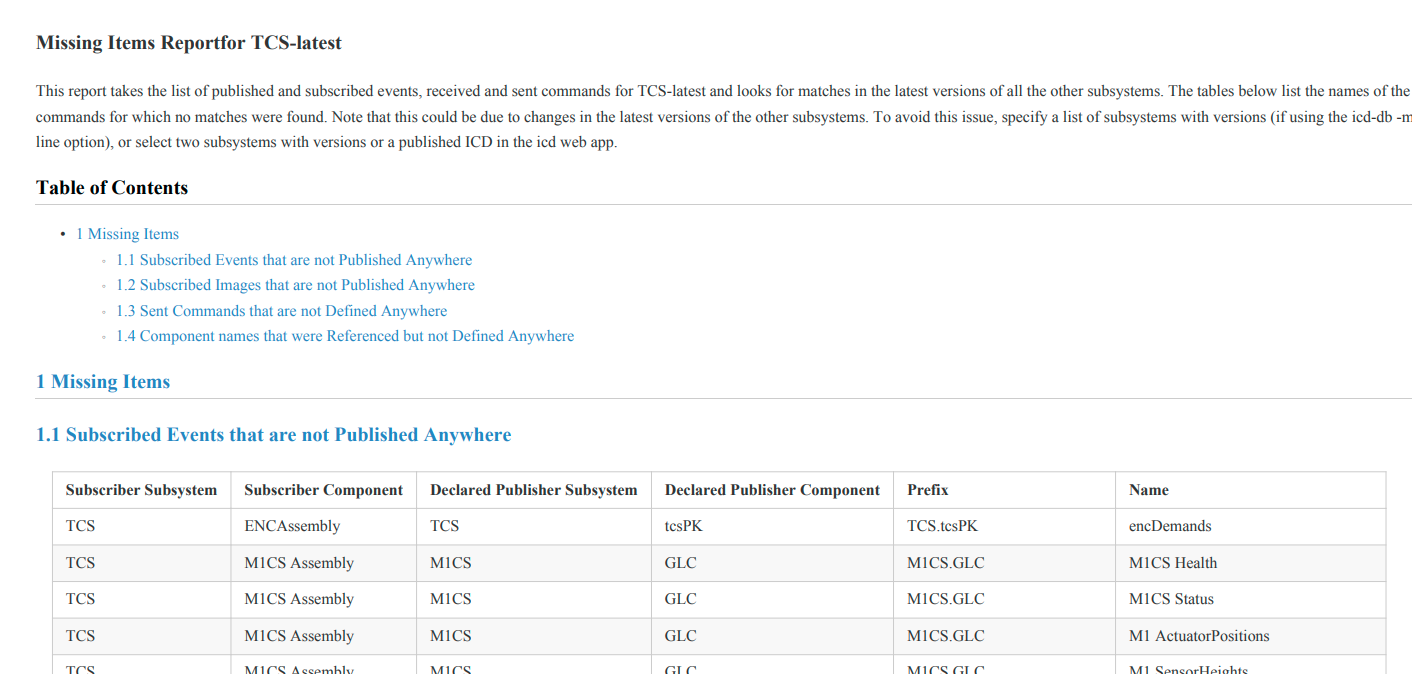 Missing Items Reportfor TCS-latest
This report takes the list of published and subscribed events, received and sent commands for TCS-latest and looks for matches in the latest versions of all the other subsystems. The tables below list the names of the
commands for which no matches were found. Note that this could be due to changes in the latest versions of the other subsystems. To avoid this issue, specify a list of subsystems with versions (if using the icd-db -m
line option), or select two subsystems with versions or a published ICD in the icd web app.
Table of Contents
• 1 Missing Items
◦ 1.1 Subscribed Events that are not Published Anywhere
◦ 1.2 Subscribed Images that are not Published Anywhere
◦ 1.3 Sent Commands that are not Defined Anywhere
◦ 1.4 Component names that were Referenced but not Defined Anywhere
1 Missing Items
1.1 Subscribed Events that are not Published Anywhere
Subscriber Subsystem Subscriber Component Declared Publisher Subsystem Declared Publisher Component Prefix Name
TCS ENCAssembly TCS tcsPK TCS.tcsPK encDemands
TCS M1CS Assembly M1CS GLC M1CS.GLC M1CS Health
TCS M1CS Assembly M1CS GLC M1CS.GLC M1CS Status
TCS M1CS Assembly M1CS GLC M1CS.GLC M1 ActuatorPositions
TCS M1CS Assembly M1CS GLC M1CS.GLC M1 SensorHeights